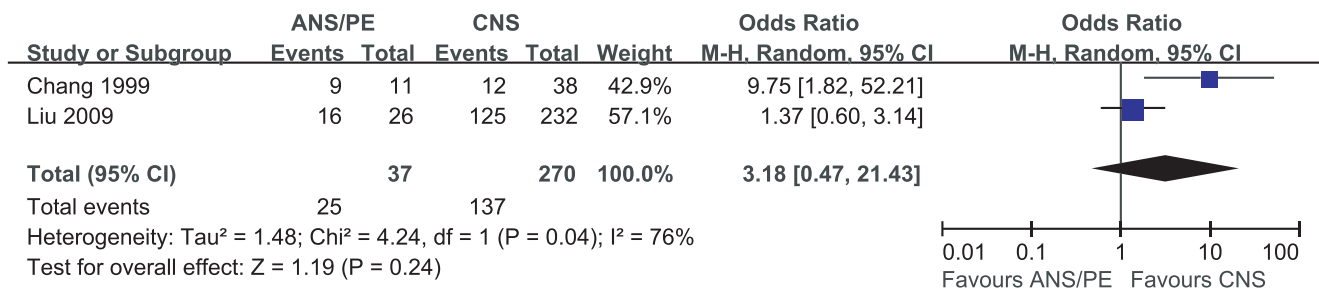 ANS/PE CNS Odds Ratio Odds Ratio
Study or Subgroup Events Total Events Total Weight M-H, Random, 95% CI M-H, Random, 95% CI
Chang 1999 9 11 12 38 42.9% 9.75 [1.82, 52.21]
Liu 2009 16 26 125 232 57.1% 1.37 [0.60, 3.14]
Total (95% CI) 37 270 100.0% 3.18 [0.47, 21.43]
Total events 25 137
Heterogeneity: Tau² = 1.48; Chi² = 4.24, df = 1 (P = 0.04); I² = 76%
Test for overall effect: Z = 1.19 (P = 0.24)
0.01 0.1 1 10 100
Favours ANS/PE Favours CNS